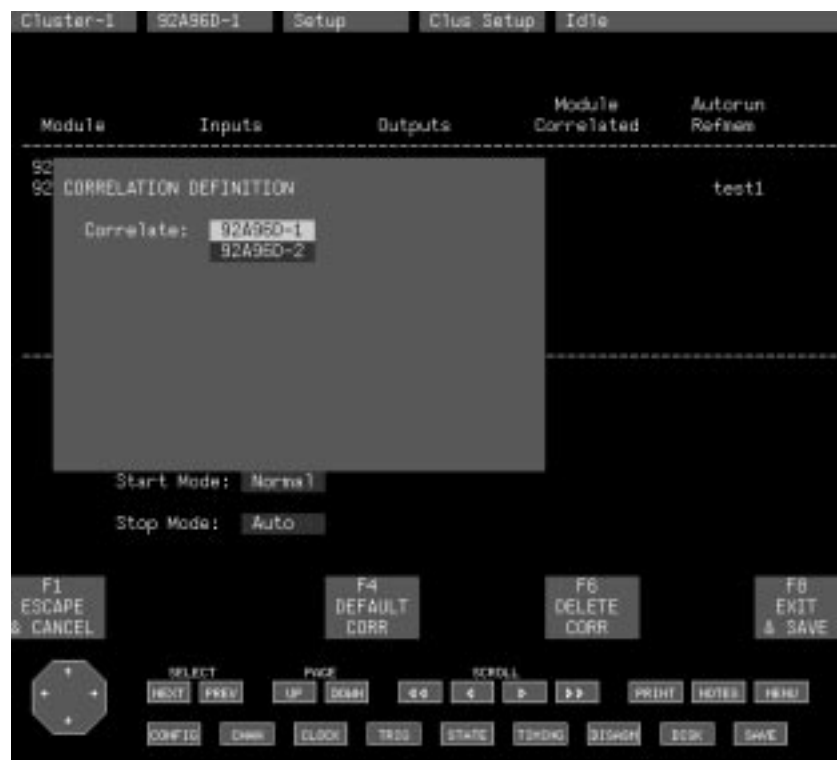 Cluster-1 92A96D-1 Setup Clus Setup Idle
Module Autorun
Module Inputs Outputs Correlated Refmem
92
92 CORRELATION DEFINITION test1
Correlate: 92A96D-1
92A96D-2
Start Mode: Normal
Stop Mode: Auto
F1 F4 F6 F8
ESCAPE DEFAULT DELETE EXIT
& CANCEL CORR CORR & SAVE
SELECT PAGE SCROLL
NEXT PREV UP DOWN PRINT NOTES MENU
CONFIG CHAN CLOCK TRIG STATE TIMING DISASM DISK SAVE